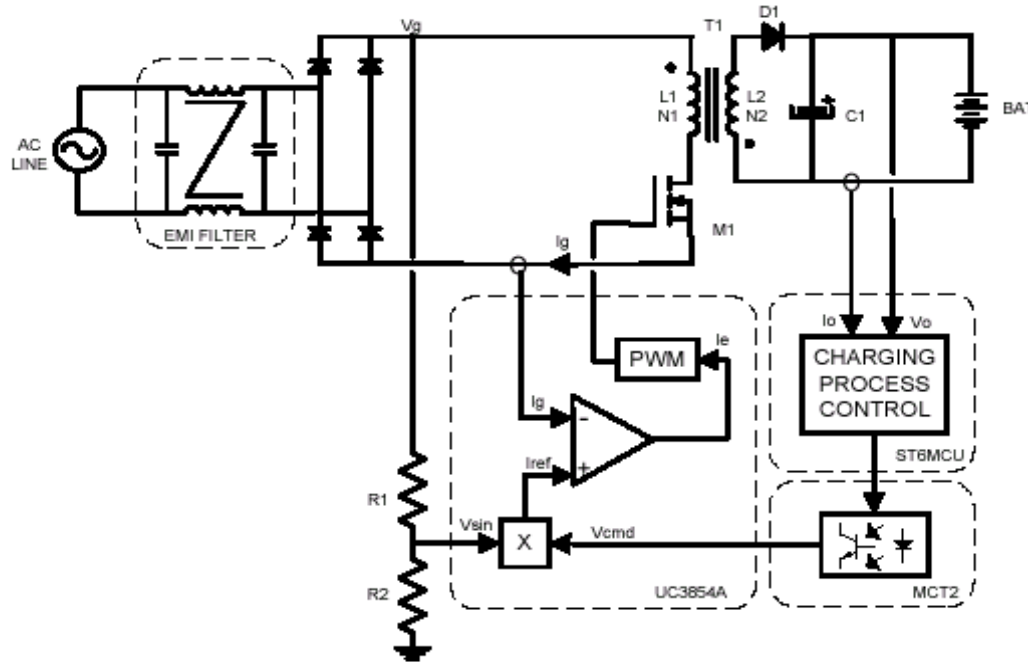 Vg
T1
D1
L1
N1
L2
N2
C1
BAT
AC
LINE
EMI FILTER
M1
Ig
Io
Vo
PWM
Ie
CHARGING
PROCESS
CONTROL
ST6MCU
Ig
-
+
Iref
R1
Vsin
X
Vcmd
R2
UC3854A
MCT2